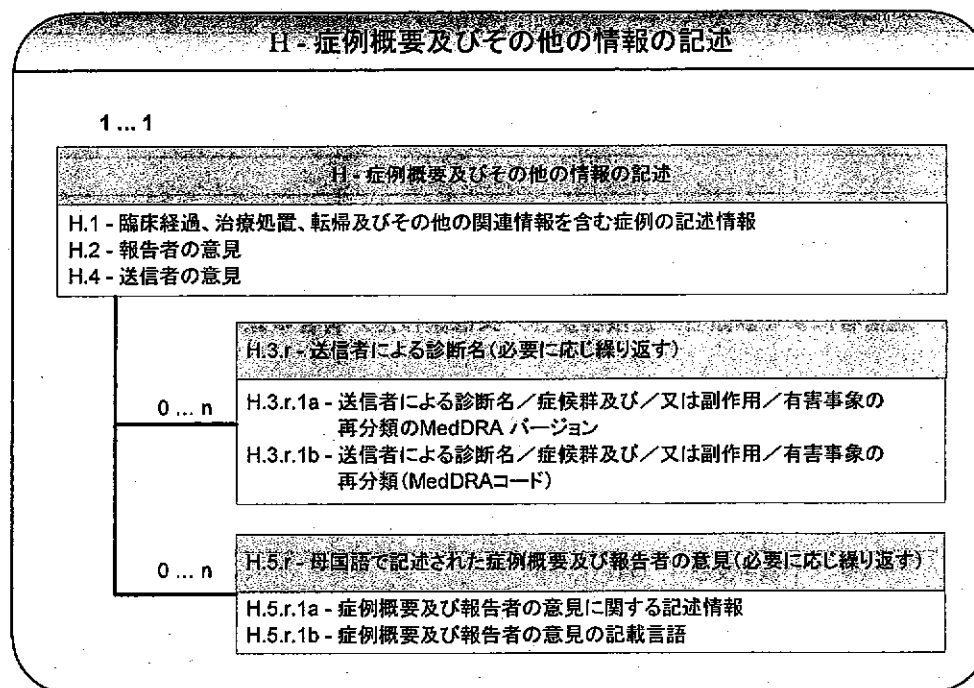 H - 症例概要及びその他の情報の記述
1 ... 1
H - 症例概要及びその他の情報の記述
H.1 - 臨床経過、治療処置、転帰及びその他の関連情報を含む症例の記述情報
H.2 - 報告者の意見
H.4 - 送信者の意見
H.3.r - 送信者による診断名(必要に応じ繰り返す)
0 ... n
H.3.r.1a - 送信者による診断名／症候群及び／又は副作用／有害事象の
再分類のMedDRA バージョン
H.3.r.1b - 送信者による診断名／症候群及び／又は副作用／有害事象の
再分類(MedDRAコード)
H.5.r - 母国語で記述された症例概要及び報告者の意見(必要に応じ繰り返す)
0 ... n
H.5.r.1a - 症例概要及び報告者の意見に関する記述情報
H.5.r.1b - 症例概要及び報告者の意見の記載言語